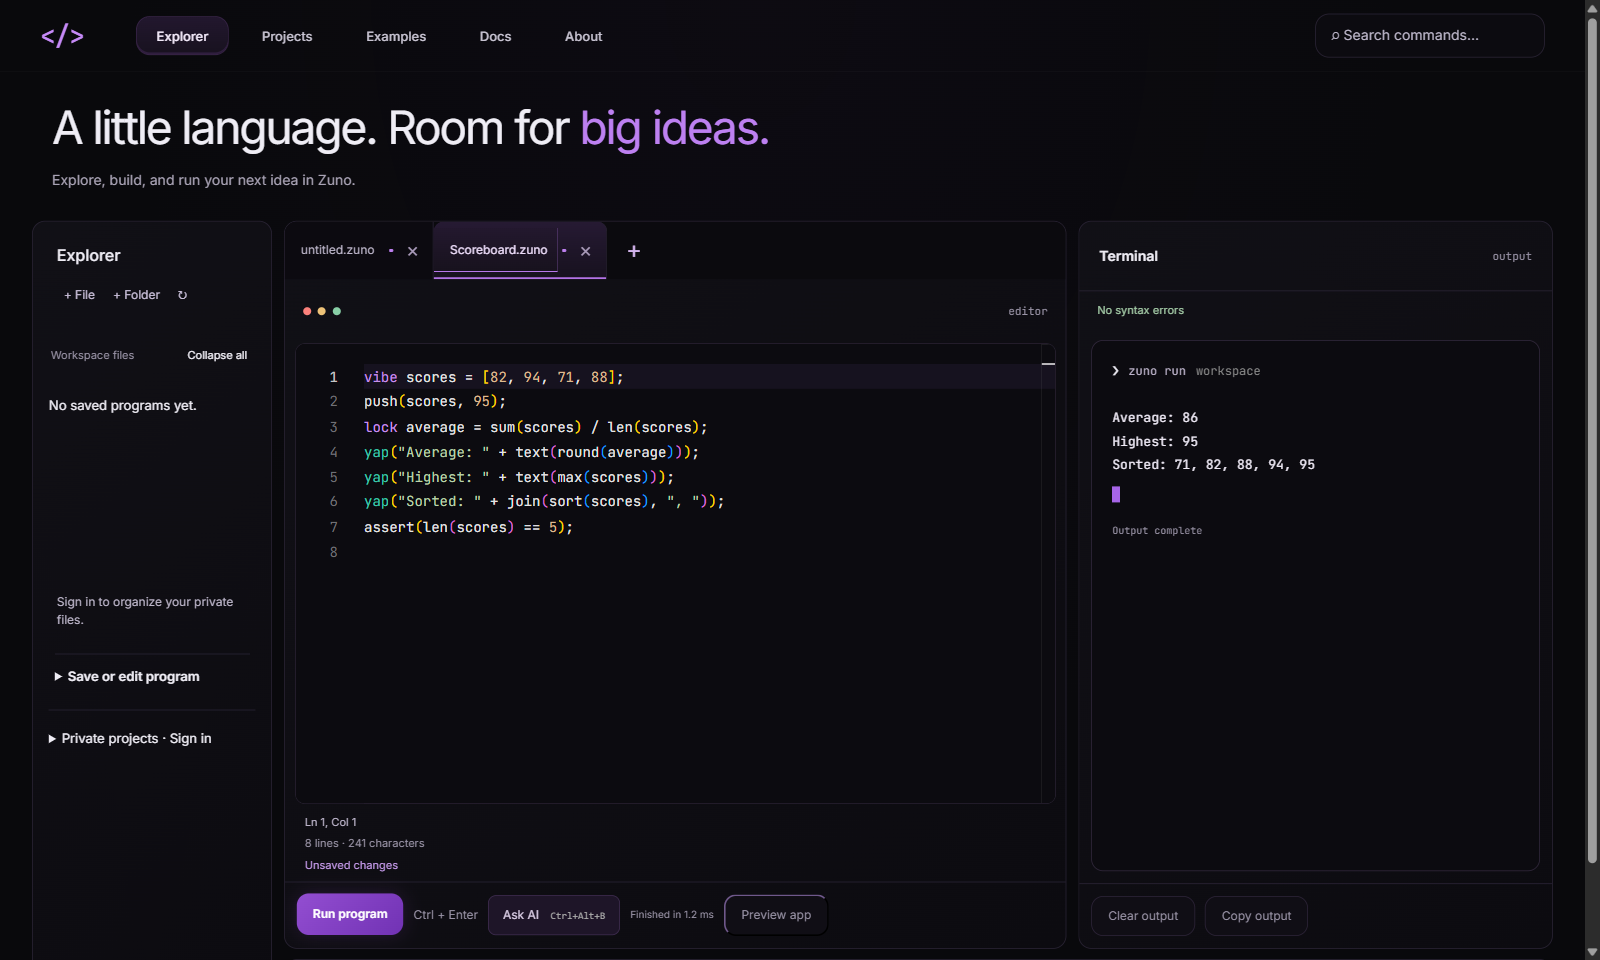 </>
Explorer
Projects
Examples
Docs
About
Search commands...
A little language. Room for big ideas.
Explore, build, and run your next idea in Zuno.
Explorer
+ File
+ Folder
↻
Workspace files
Collapse all
No saved programs yet.
Sign in to organize your private
files.
▶ Save or edit program
▶ Private projects · Sign in
untitled.zuno
Scoreboard.zuno
+
editor
1 vibe scores = [82, 94, 71, 88];
2 push(scores, 95);
3 lock average = sum(scores) / len(scores);
4 yap("Average: " + text(round(average)));
5 yap("Highest: " + text(max(scores)));
6 yap("Sorted: " + join(sort(scores), ", "));
7 assert(len(scores) == 5);
8
Ln 1, Col 1
8 lines · 241 characters
Unsaved changes
Run program
Ctrl + Enter
Ask AI Ctrl+Alt+B
Finished in 1.2 ms
Preview app
Terminal
output
No syntax errors
❯ zuno run workspace
Average: 86
Highest: 95
Sorted: 71, 82, 88, 94, 95
Output complete
Clear output
Copy output